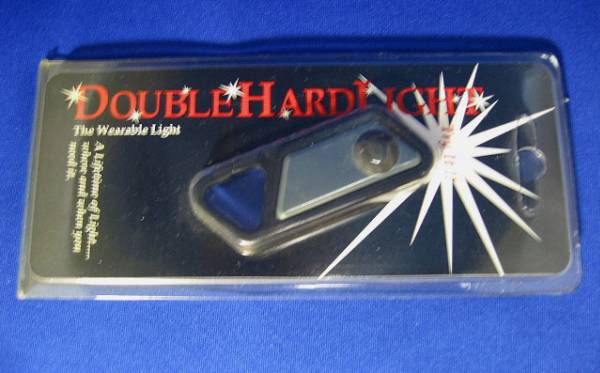 DOUBLEHARDLIGHT
The Wearable Light
A Lifetime of Light....
where and when you
need it.